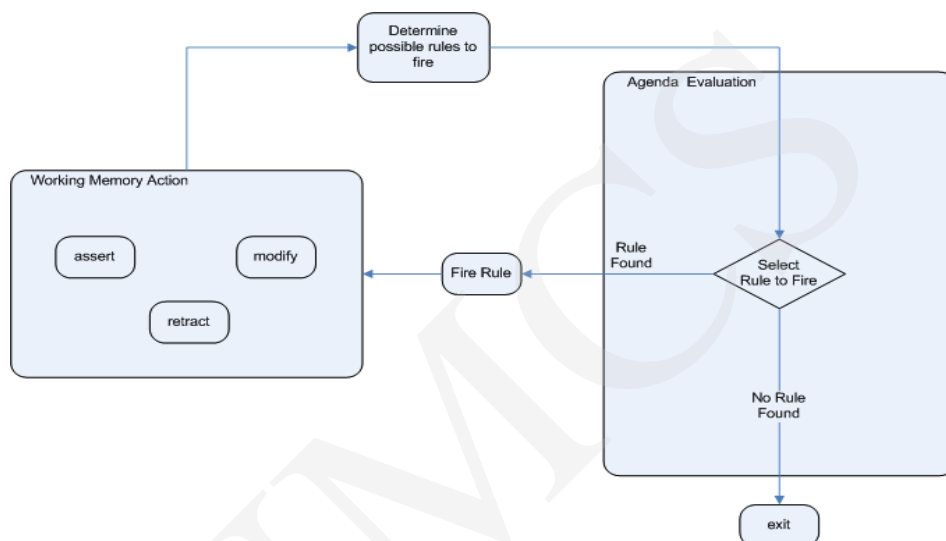 Determine
possible rules to
fire
Agenda Evaluation
Working Memory Action
assert
modify
retract
Fire Rule
Rule
Found
Select
Rule to Fire
No Rule
Found
exit